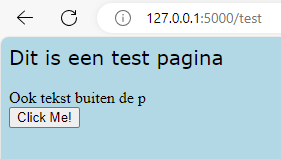 127.0.0.1:5000/test
Dit is een test pagina
Ook tekst buiten de p
Click Me!